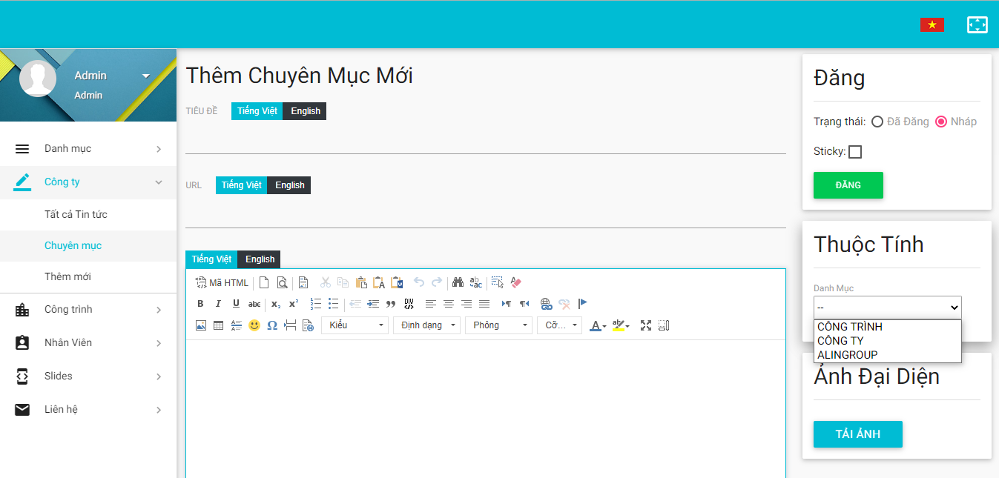 Admin
Admin
Danh mục
Công ty
Tất cả Tin tức
Chuyên mục
Thêm mới
Công trình
Nhân Viên
Slides
Liên hệ
Thêm Chuyên Mục Mới
TIÊU ĐỀ Tiếng Việt English
URL Tiếng Việt English
Tiếng Việt English
Mã HTML
B I U abc x₂ x² DIV
Kiểu Định dạng Phông Cỡ...
Đăng
Trạng thái: Đã Đăng Nháp
Sticky:
ĐĂNG
Thuộc Tính
Danh Mục
--
CÔNG TRÌNH
CÔNG TY
ALINGROUP
Ảnh Đại Diện
TẢI ẢNH